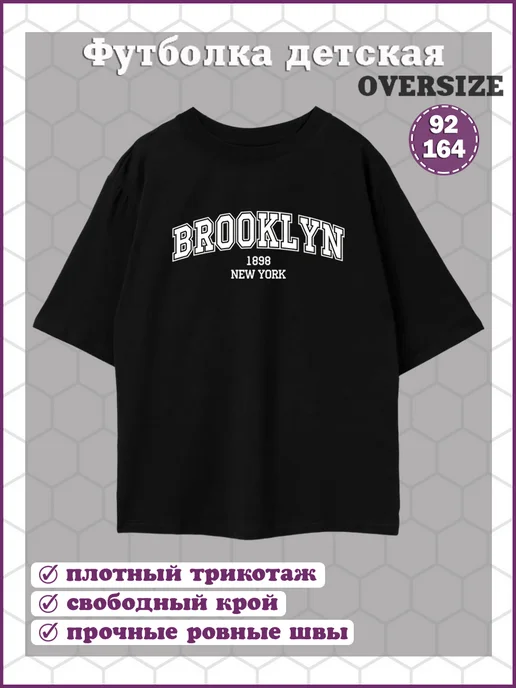 Футболка детская
OVERSIZE
92
164
BROOKLYN
1898
NEW YORK
плотный трикотаж
свободный крой
прочные ровные швы